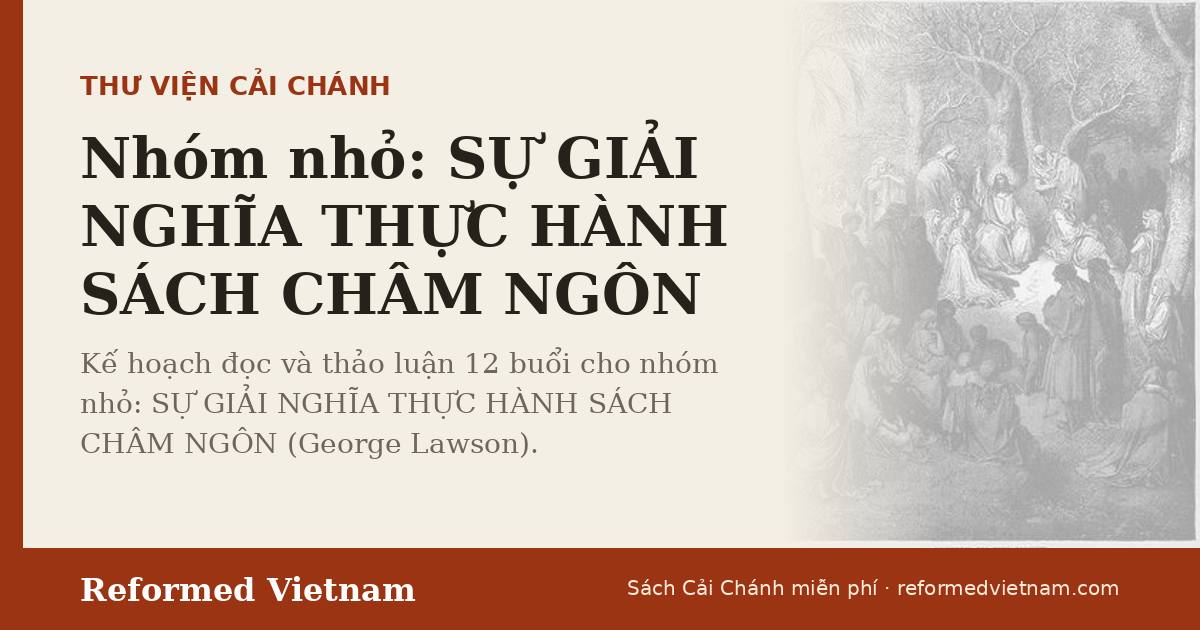 THƯ VIỆN CẢI CHÁNH
Nhóm nhỏ: SỰ GIẢI
NGHĨA THỰC HÀNH
SÁCH CHÂM NGÔN
Kế hoạch đọc và thảo luận 12 buổi cho nhóm
nhỏ: SỰ GIẢI NGHĨA THỰC HÀNH SÁCH
CHÂM NGÔN (George Lawson).
Reformed Vietnam
Sách Cải Chánh miễn phí · reformedvietnam.com